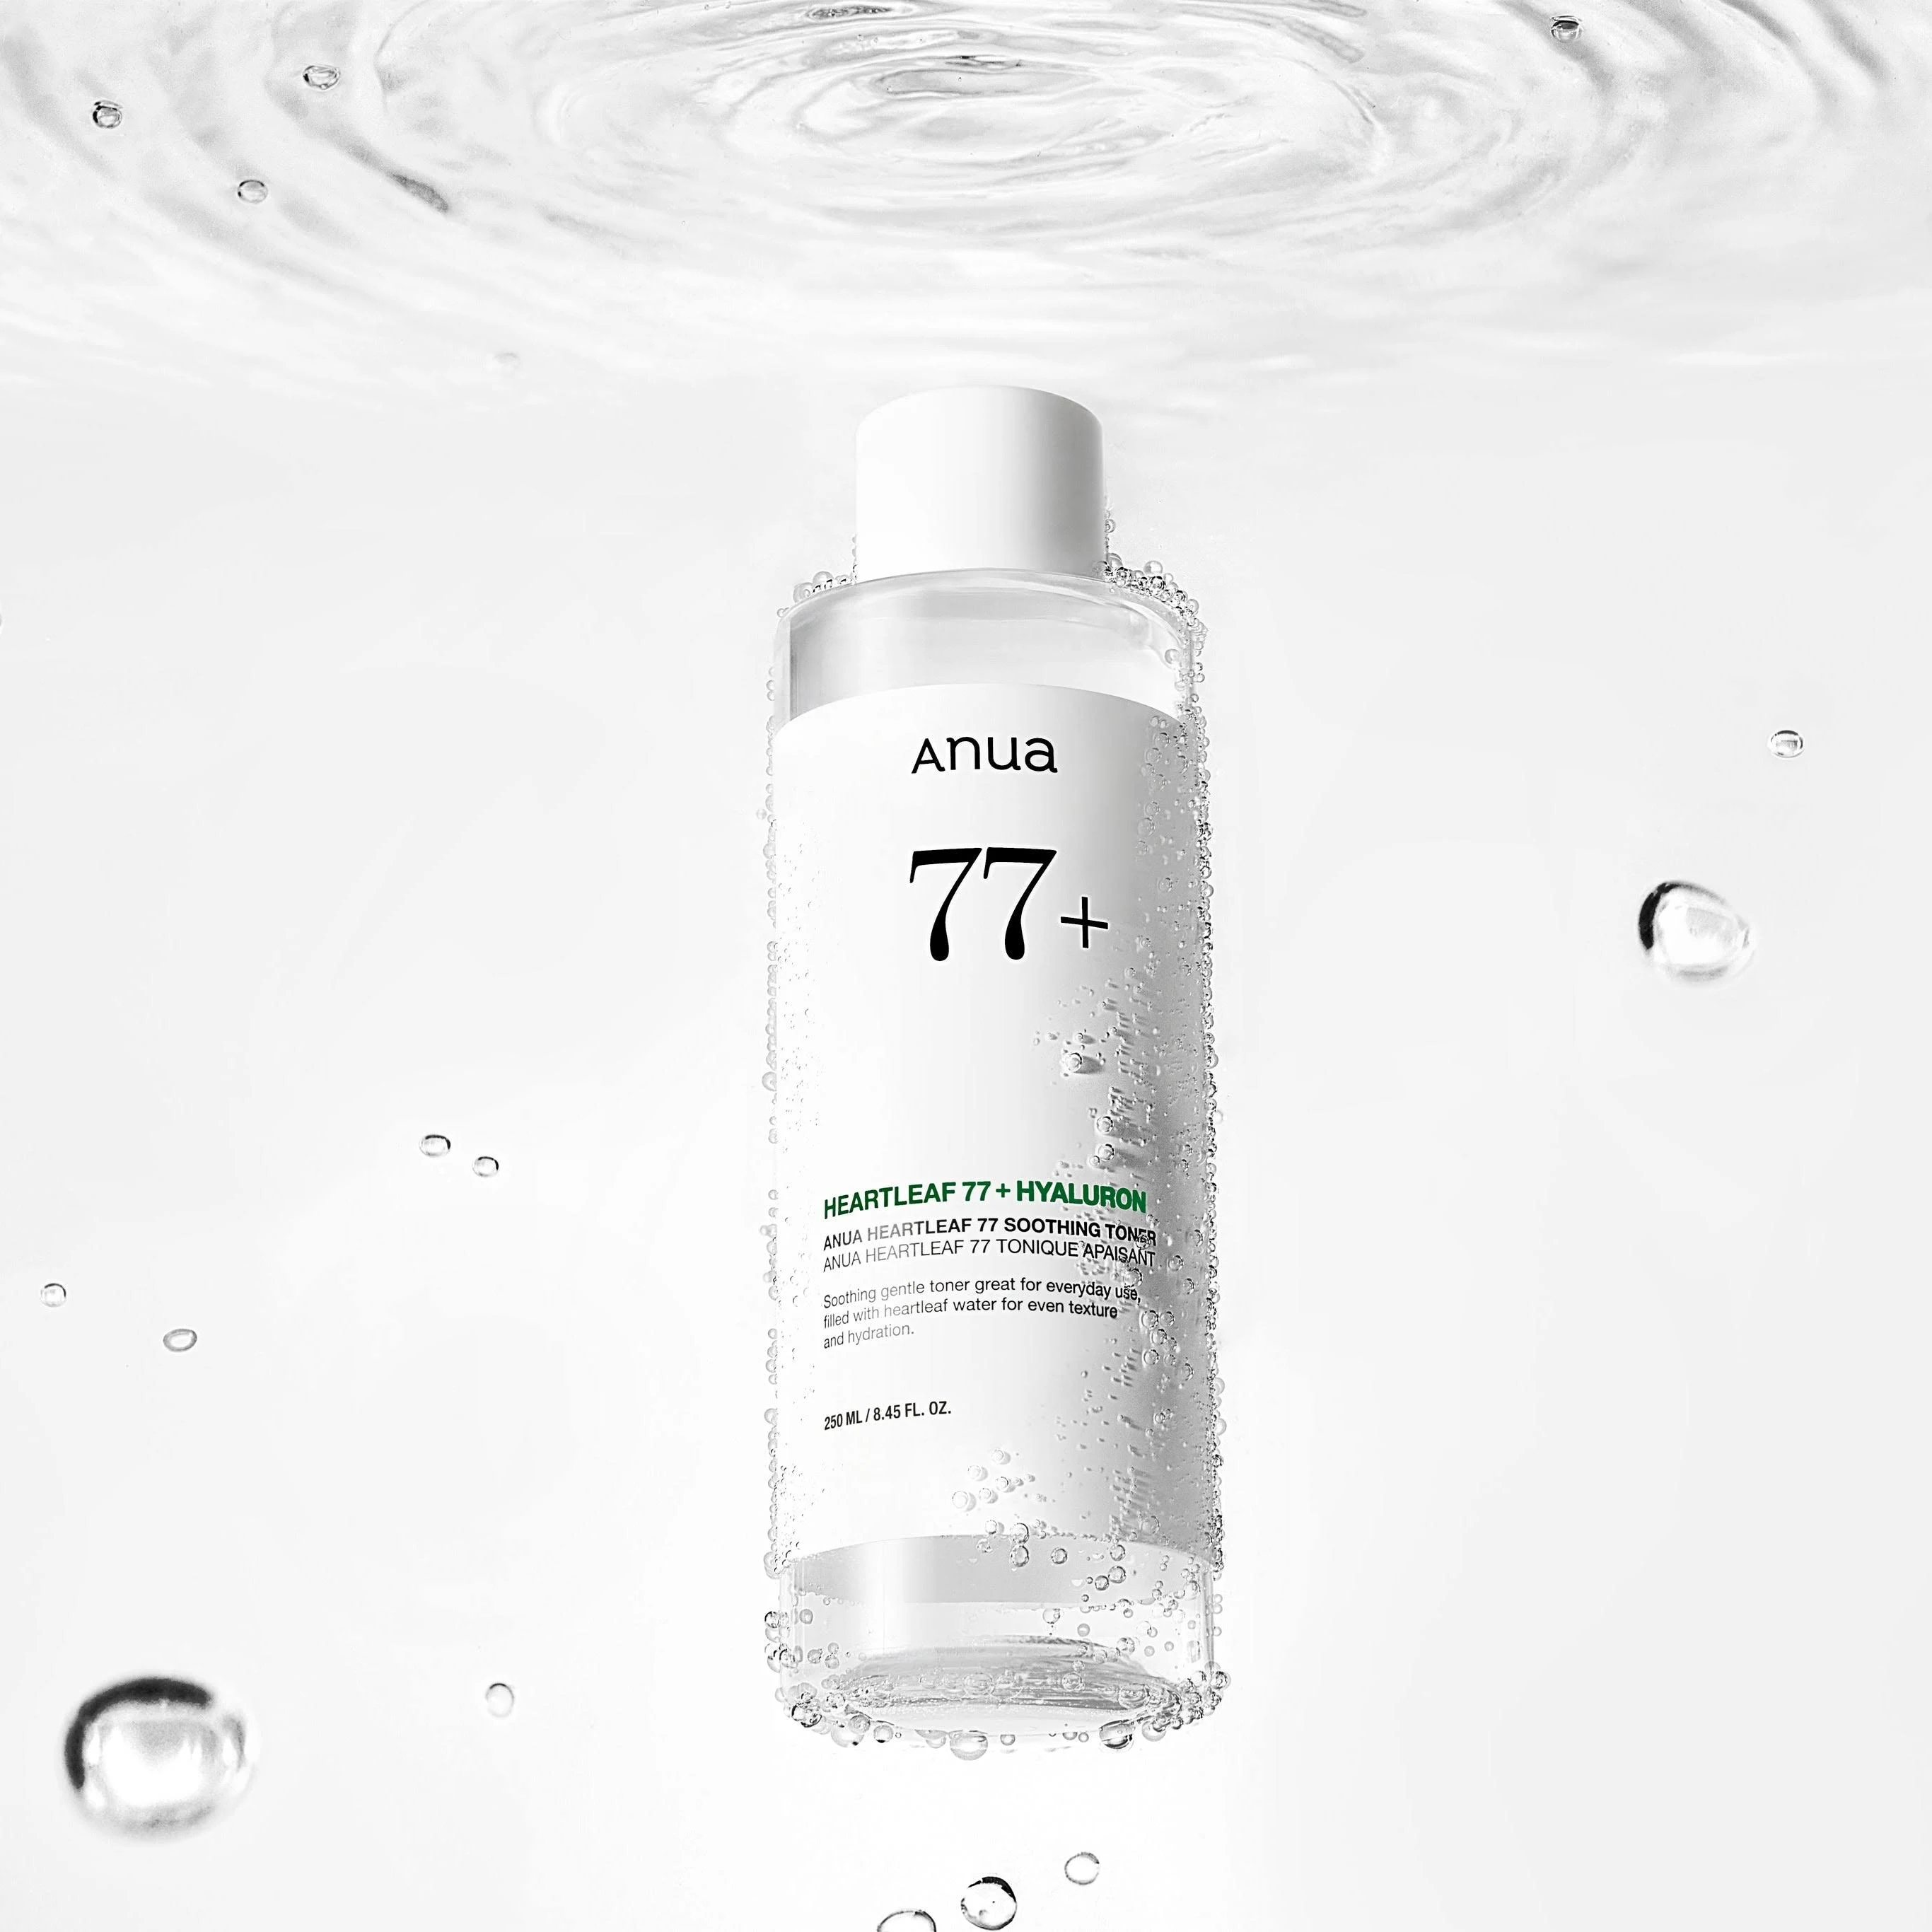 Anua
77+
HEARTLEAF 77 + HYALURON
ANUA HEARTLEAF 77 SOOTHING TONER
ANUA HEARTLEAF 77 TONIQUE APAISANT
Soothing gentle toner great for everyday use,
filled with heartleaf water for even texture
and hydration.
250 ML / 8.45 FL. OZ.